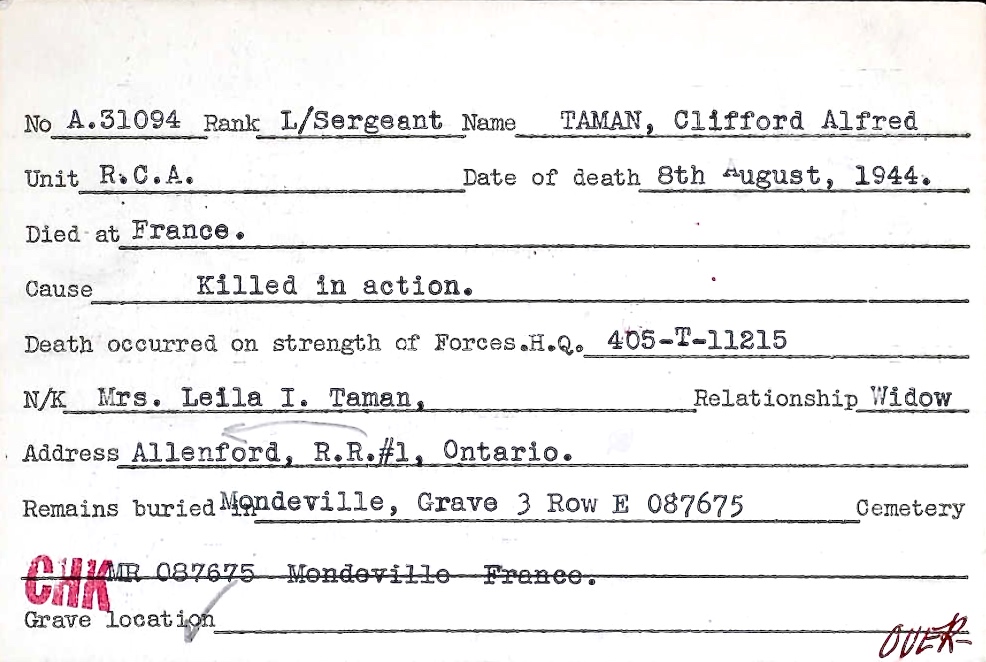 No A.31094 Rank L/Sergeant Name TAMAN, Clifford Alfred
Unit R.C.A. Date of death 8th August, 1944.
Died at France.
Cause Killed in action.
Death occurred on strength of Forces.H.Q. 405-T-11215
N/K Mrs. Leila I. Taman, Relationship Widow
Address Allenford, R.R.#1, Ontario.
Remains buried in Mondeville, Grave 3 Row E 087675 Cemetery
CHK MR 087675 Mondeville France.
Grave location
OVER-